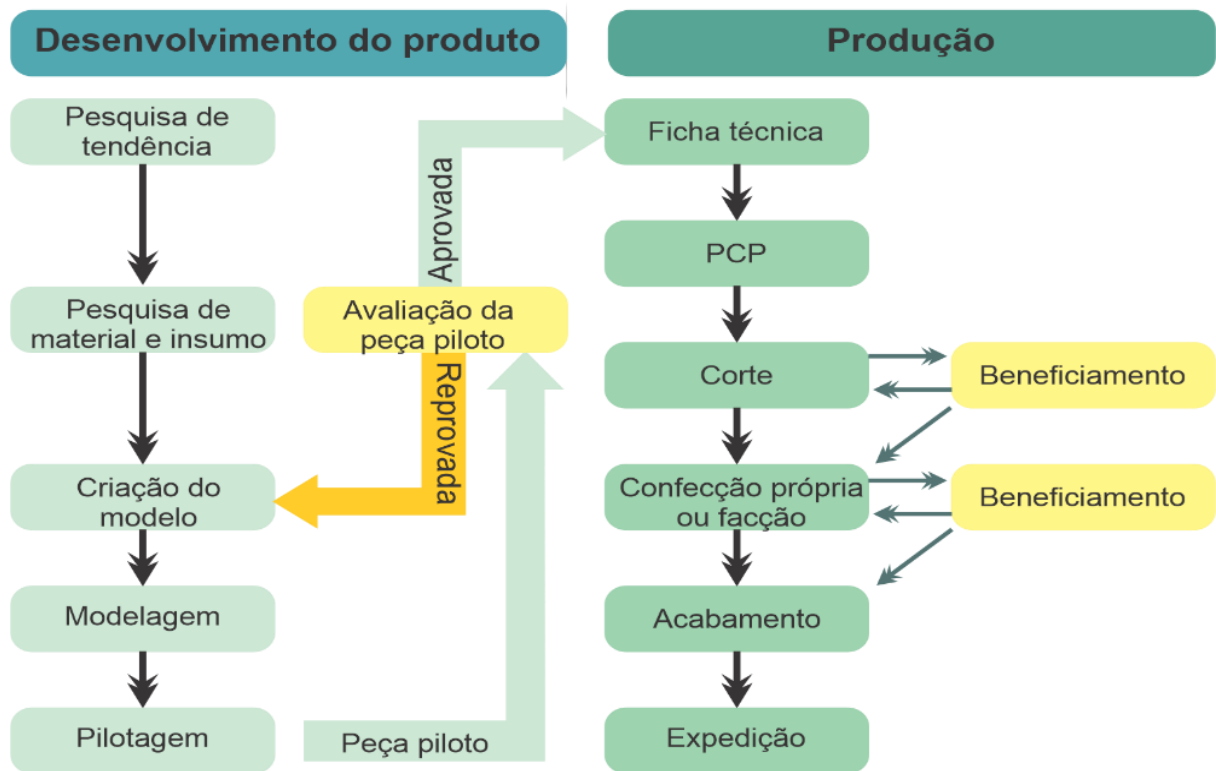 Desenvolvimento do produto
Pesquisa de
tendência
Pesquisa de
material e insumo
Criação do
modelo
Modelagem
Pilotagem
Peça piloto
Avaliação da
peça piloto
Aprovada
Reprovada
Produção
Ficha técnica
PCP
Corte
Beneficiamento
Confecção própria
ou facção
Beneficiamento
Acabamento
Expedição